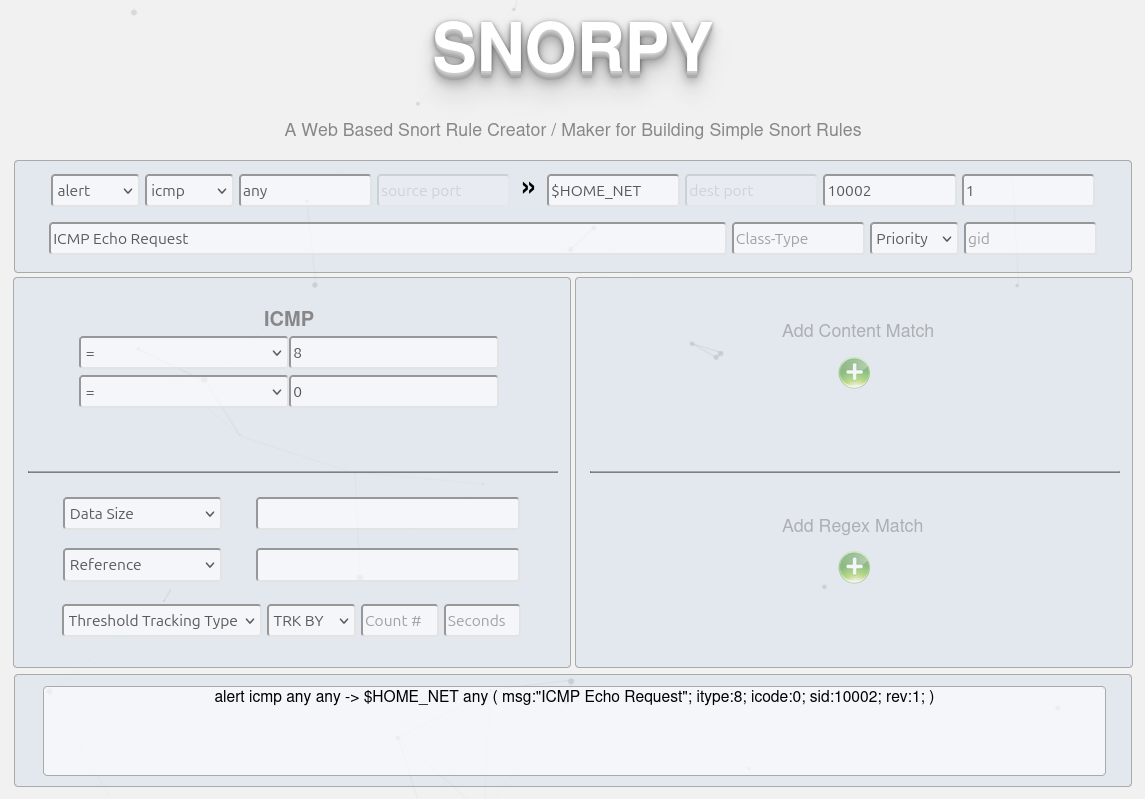 SNORPY
A Web Based Snort Rule Creator / Maker for Building Simple Snort Rules
alert icmp any source port » $HOME_NET dest port 10002 1
ICMP Echo Request Class-Type Priority gid
ICMP
= 8
= 0
Data Size
Reference
Threshold Tracking Type TRK BY Count # Seconds
Add Content Match
Add Regex Match
alert icmp any any -> $HOME_NET any ( msg:"ICMP Echo Request"; itype:8; icode:0; sid:10002; rev:1; )